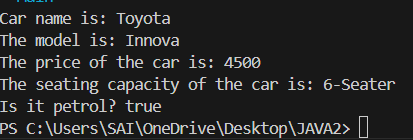 Car name is: Toyota
The model is: Innova
The price of the car is: 4500
The seating capacity of the car is: 6-Seater
Is it petrol? true
PS C:\Users\SAI\OneDrive\Desktop\JAVA2>